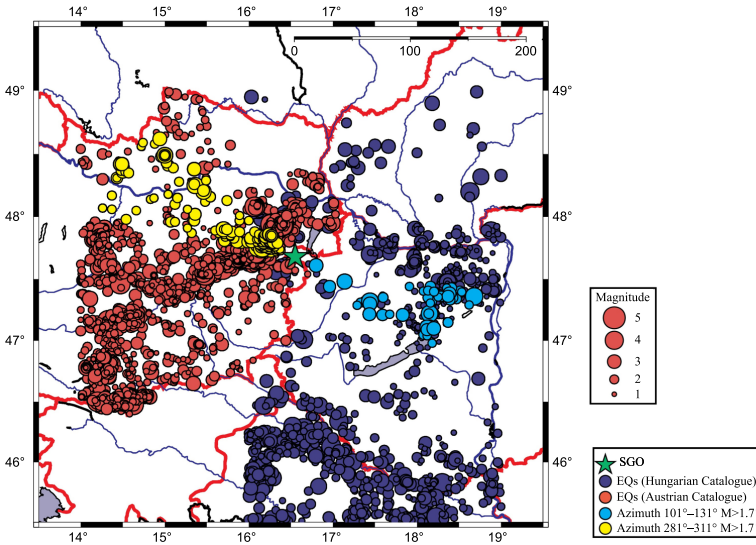 14° 15° 16° 17° 18° 19°
0 100 200
49° 49°
48° 48°
47° 47°
46° 46°
14° 15° 16° 17° 18° 19°
Magnitude
5
4
3
2
1
SGO
EQs (Hungarian Catalogue)
EQs (Austrian Catalogue)
Azimuth 101°–131° M>1.7
Azimuth 281°–311° M>1.7